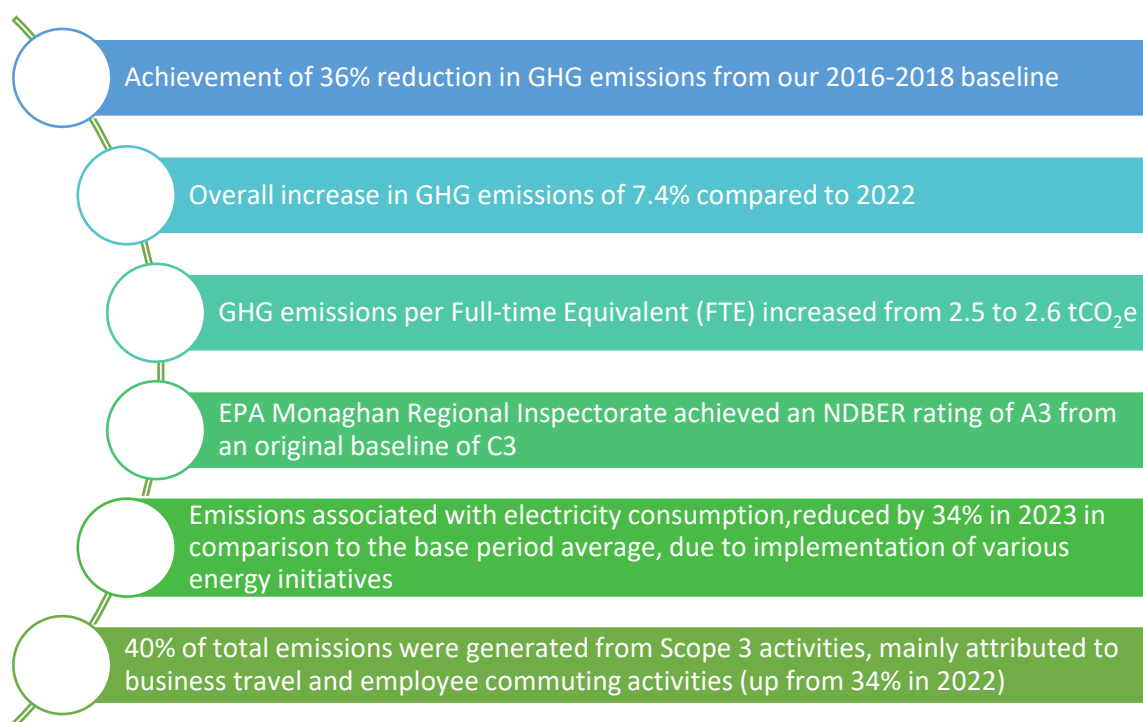 Achievement of 36% reduction in GHG emissions from our 2016-2018 baseline
Overall increase in GHG emissions of 7.4% compared to 2022
GHG emissions per Full-time Equivalent (FTE) increased from 2.5 to 2.6 tCO₂e
EPA Monaghan Regional Inspectorate achieved an NDBER rating of A3 from
an original baseline of C3
Emissions associated with electricity consumption,reduced by 34% in 2023 in
comparison to the base period average, due to implementation of various
energy initiatives
40% of total emissions were generated from Scope 3 activities, mainly attributed to
business travel and employee commuting activities (up from 34% in 2022)